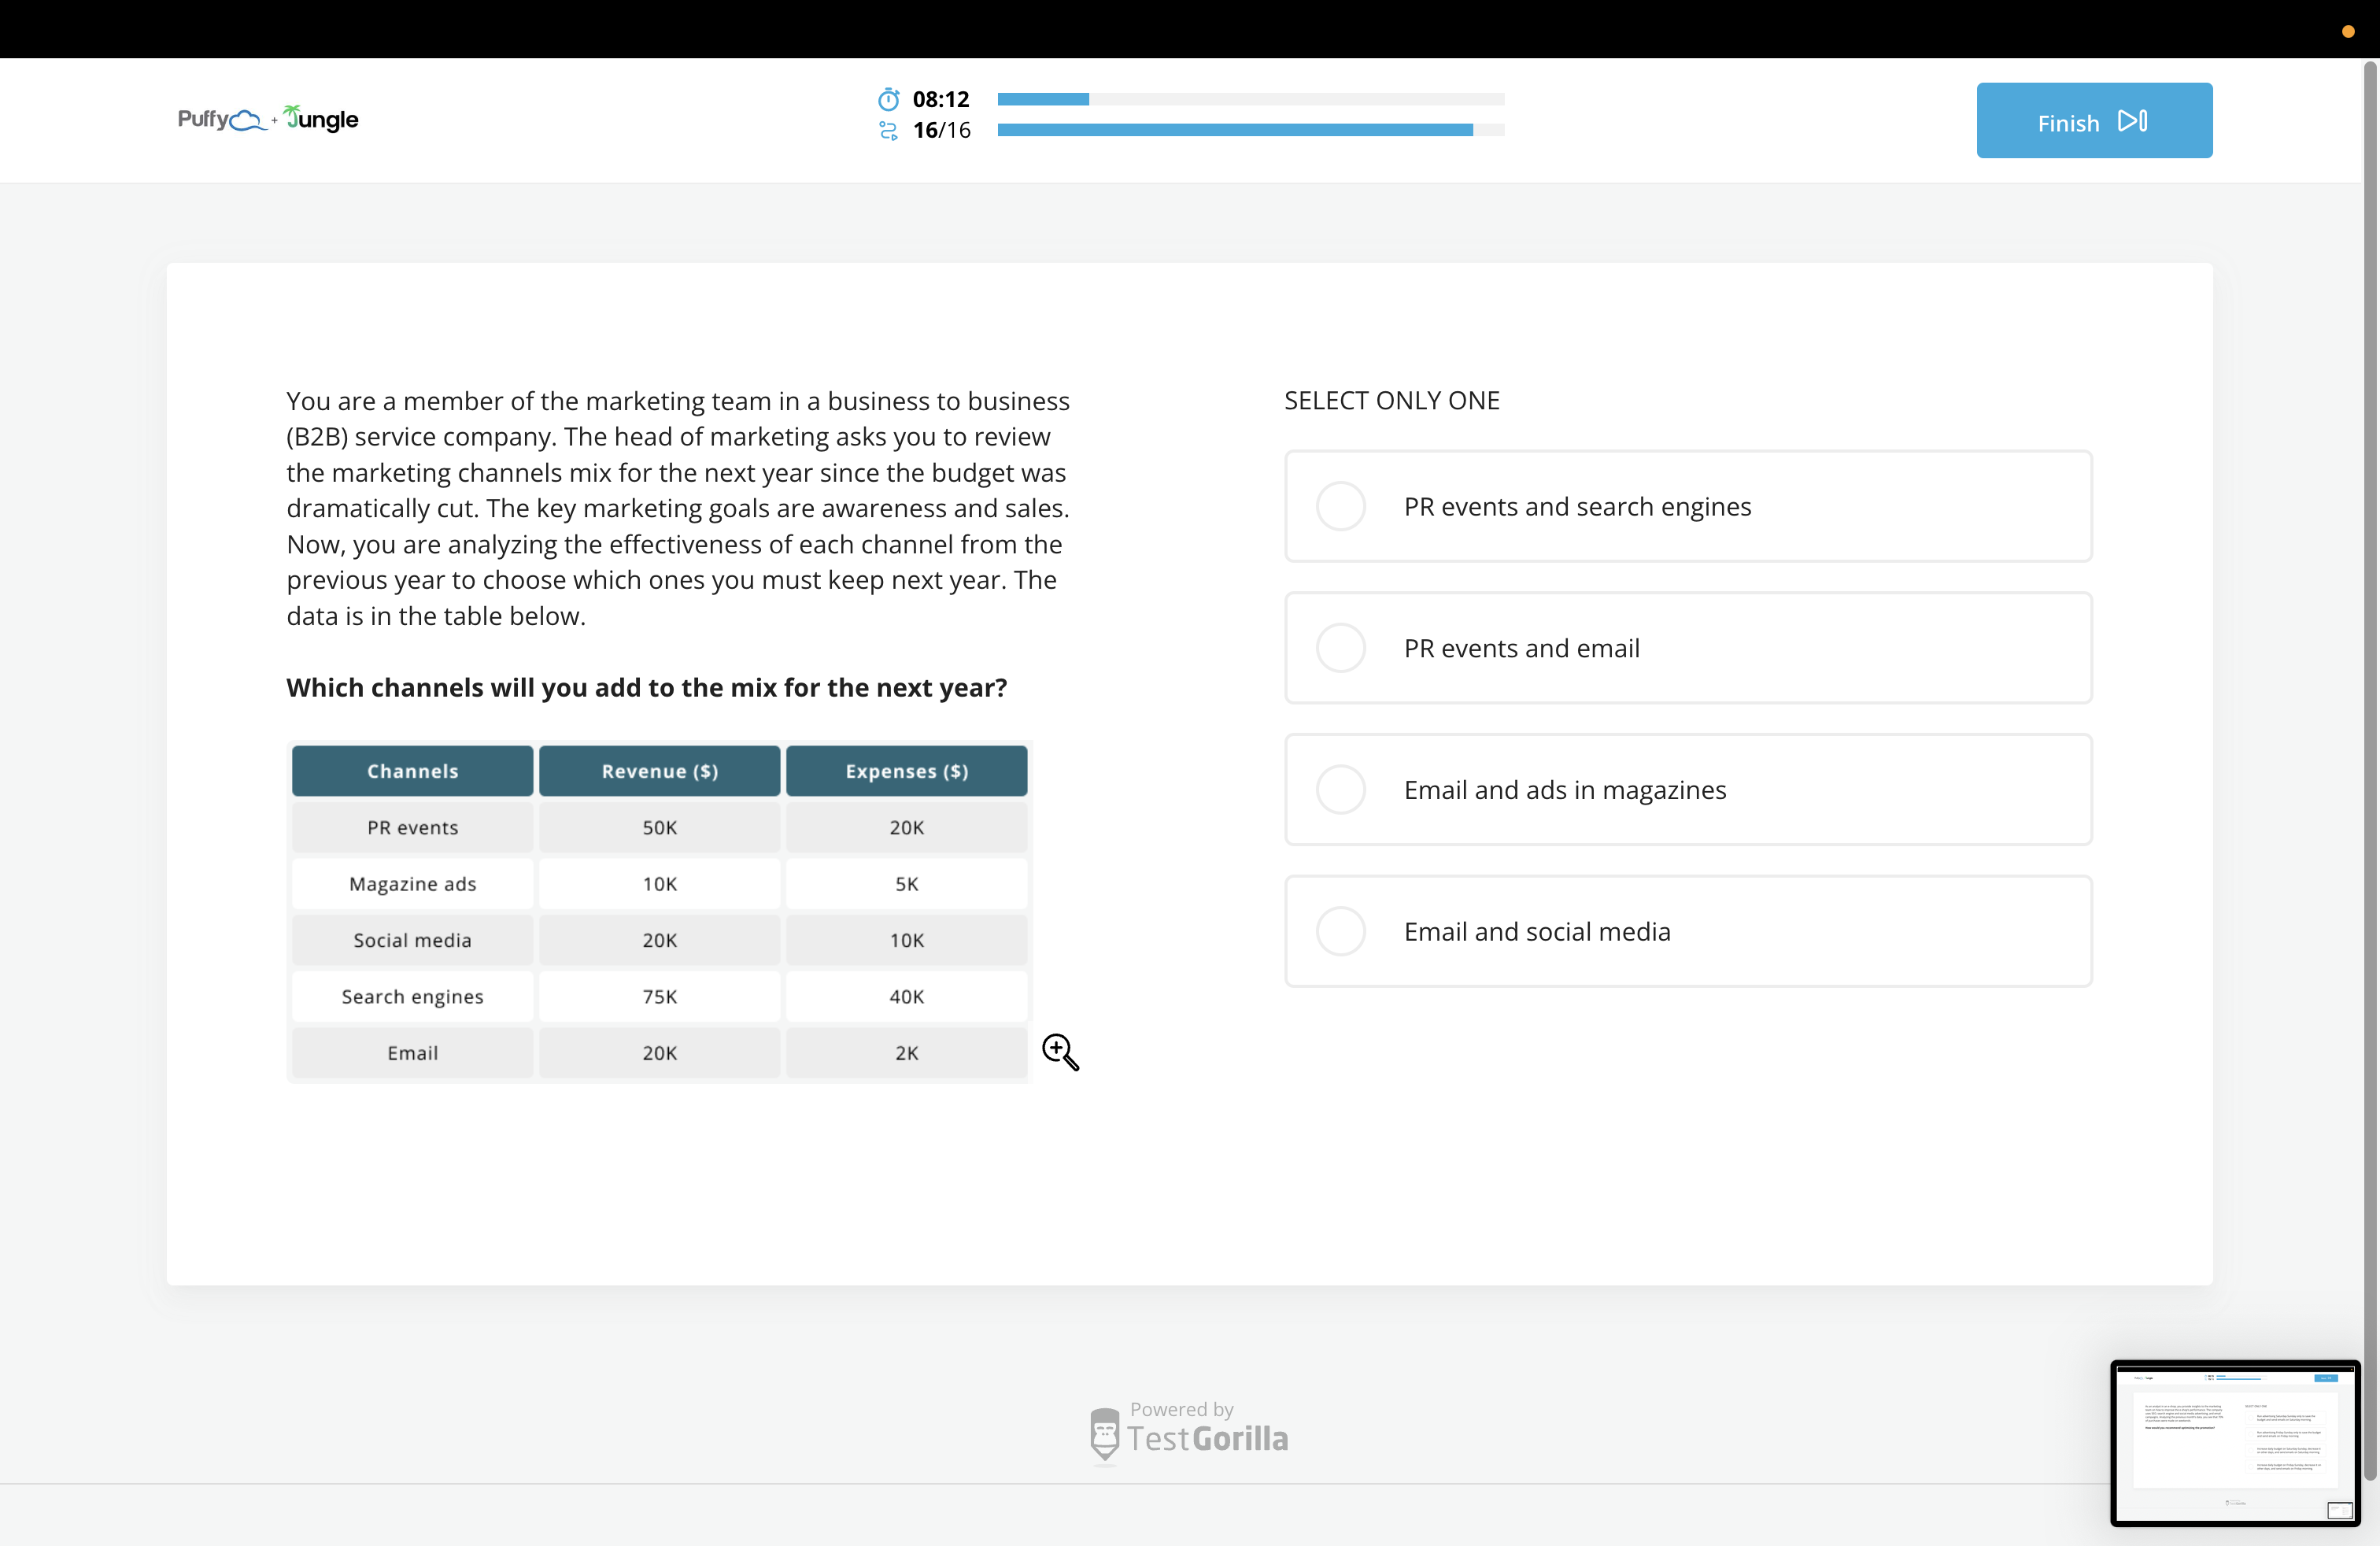 Puffy + Jungle
08:12
16/16
Finish
You are a member of the marketing team in a business to business
(B2B) service company. The head of marketing asks you to review
the marketing channels mix for the next year since the budget was
dramatically cut. The key marketing goals are awareness and sales.
Now, you are analyzing the effectiveness of each channel from the
previous year to choose which ones you must keep next year. The
data is in the table below.
Which channels will you add to the mix for the next year?
Channels Revenue ($) Expenses ($)
PR events 50K 20K
Magazine ads 10K 5K
Social media 20K 10K
Search engines 75K 40K
Email 20K 2K
SELECT ONLY ONE
PR events and search engines
PR events and email
Email and ads in magazines
Email and social media
Powered by
TestGorilla